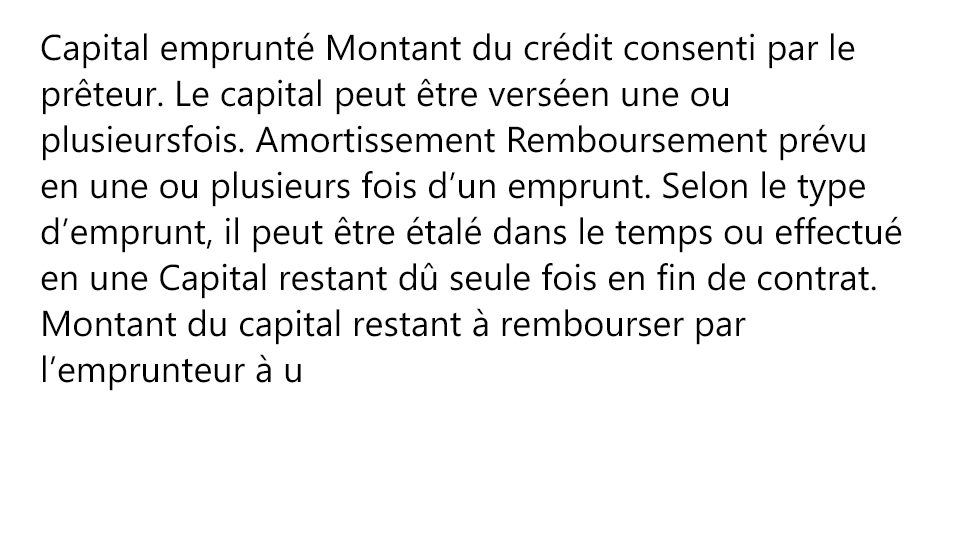 Capital emprunté Montant du crédit consenti par le
prêteur. Le capital peut être verséen une ou
plusieursfois. Amortissement Remboursement prévu
en une ou plusieurs fois d’un emprunt. Selon le type
d’emprunt, il peut être étalé dans le temps ou effectué
en une Capital restant dû seule fois en fin de contrat.
Montant du capital restant à rembourser par
l’emprunteur à u